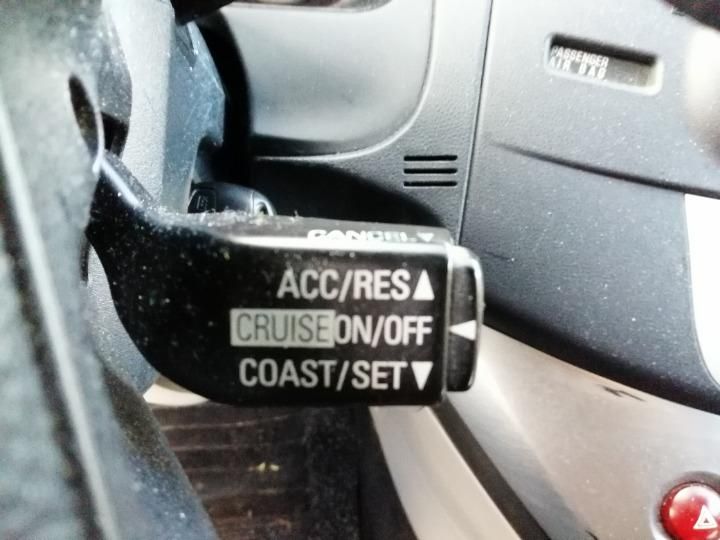 PASSENGER
AIR BAG
CANCEL ▼
ACC/RES▲
CRUISE ON/OFF ◀
COAST/SET▼